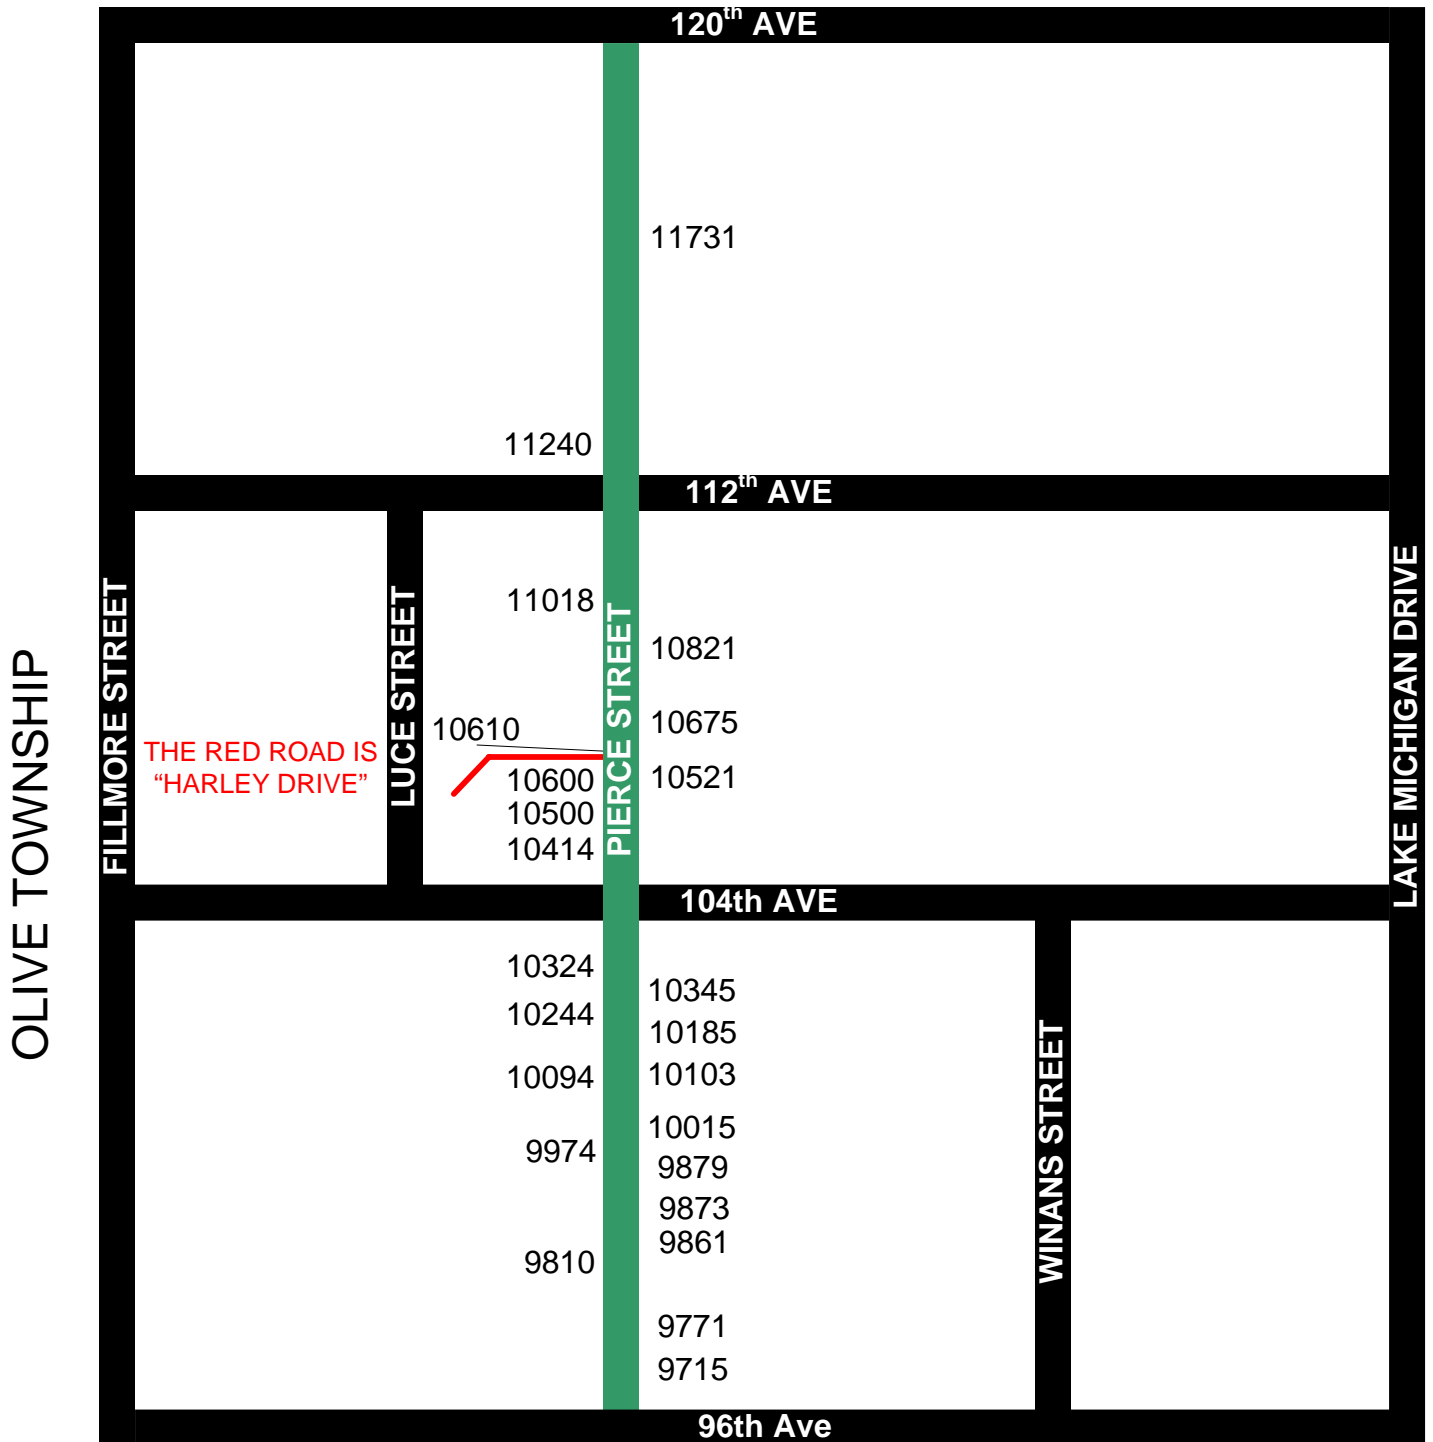 120th AVE
11731
11240
112th AVE
11018
10821
10675
10610
THE RED ROAD IS
“HARLEY DRIVE”
10600
10521
10500
10414
OLIVE TOWNSHIP
FILLMORE STREET
LUCE STREET
PIERCE STREET
LAKE MICHIGAN DRIVE
104th AVE
10324
10345
10244
10185
10094
10103
10015
9974
9879
9873
9861
9810
9771
9715
WINANS STREET
96th Ave